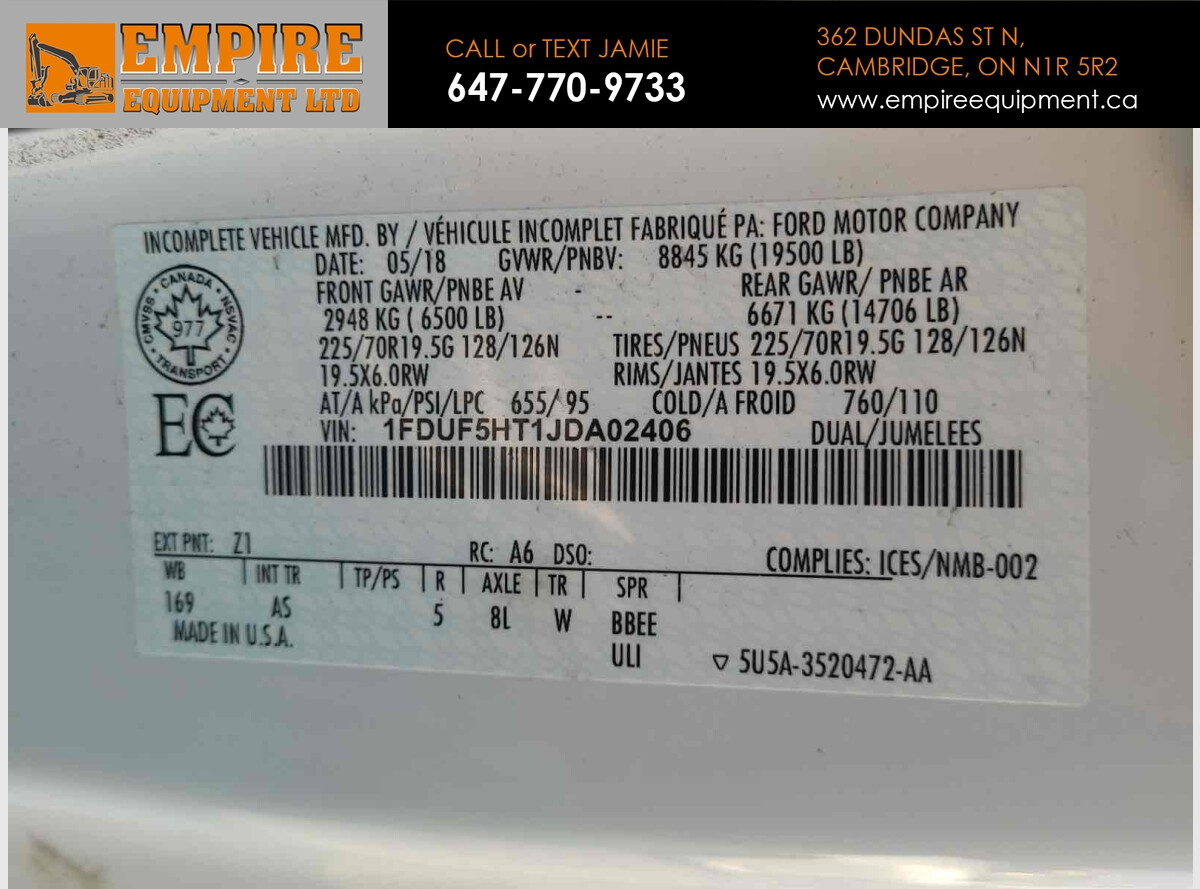 EMPIRE
EQUIPMENT LTD
CALL or TEXT JAMIE
647-770-9733
362 DUNDAS ST N,
CAMBRIDGE, ON N1R 5R2
www.empireequipment.ca
INCOMPLETE VEHICLE MFD. BY / VÉHICULE INCOMPLET FABRIQUÉ PA: FORD MOTOR COMPANY
DATE: 05/18 GVWR/PNBV: 8845 KG (19500 LB)
FRONT GAWR/PNBE AV - REAR GAWR/ PNBE AR
2948 KG ( 6500 LB) -- 6671 KG (14706 LB)
225/70R19.5G 128/126N TIRES/PNEUS 225/70R19.5G 128/126N
19.5X6.0RW RIMS/JANTES 19.5X6.0RW
AT/A kPa/PSI/LPC 655/ 95 COLD/A FROID 760/110
VIN: 1FDUF5HT1JDA02406 DUAL/JUMELEES
CANADA
CMVSS NSVAC
977
TRANSPORT
EC
EXT PNT: Z1 RC: A6 DSO: COMPLIES: ICES/NMB-002
WB | INT TR | TP/PS | R | AXLE | TR | SPR |
169 AS 5 8L W BBEE
MADE IN U.S.A. ULI ▽ 5U5A-3520472-AA